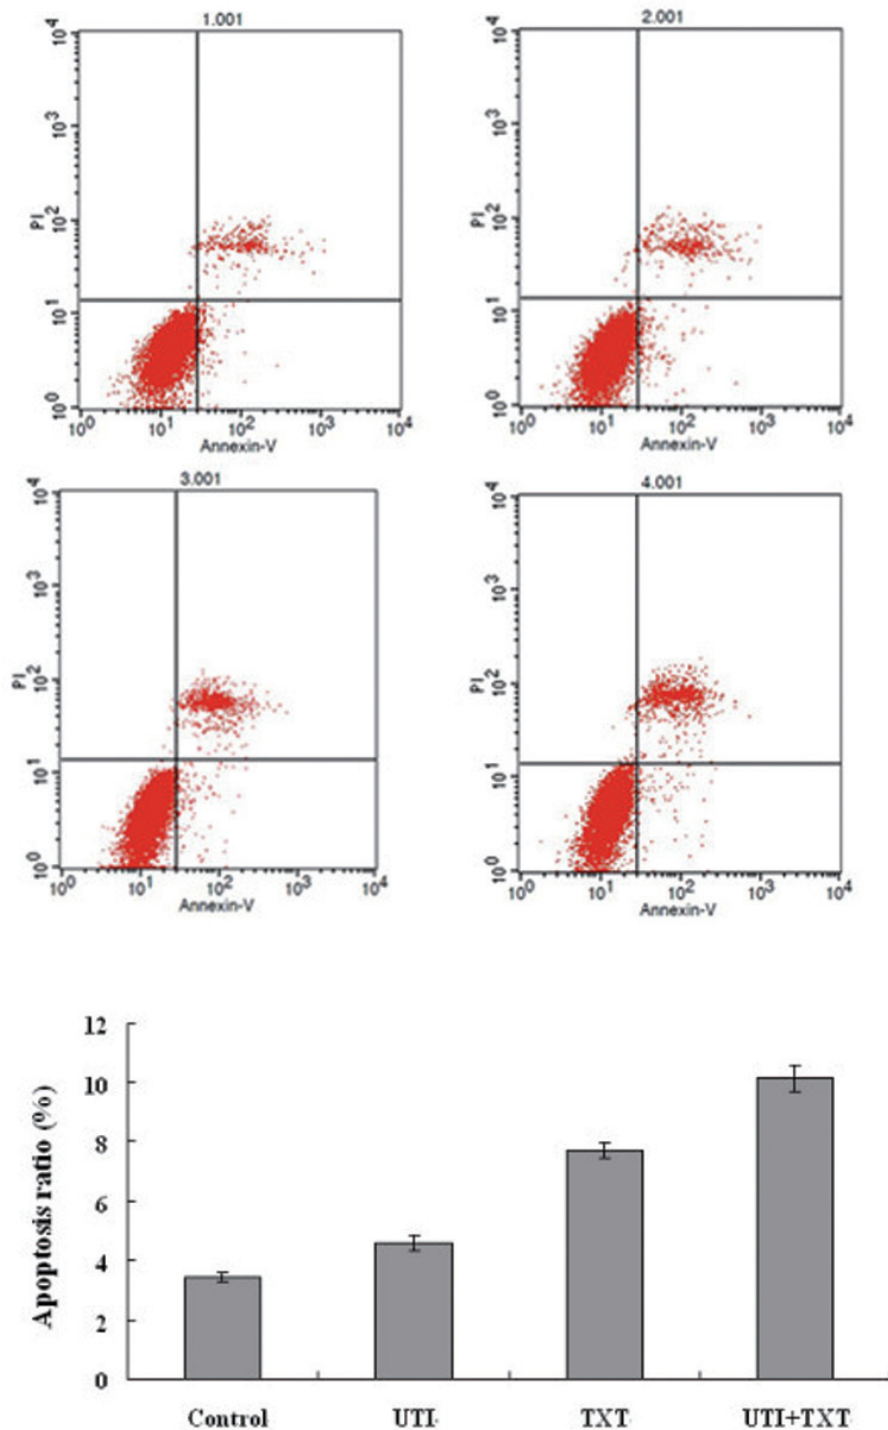 1.001
10⁴
10³
10²
10¹
10⁰
PI
10⁰ 10¹ 10² 10³ 10⁴
Annexin-V
2.001
10⁴
10³
10²
10¹
10⁰
PI
10⁰ 10¹ 10² 10³ 10⁴
Annexin-V
3.001
10⁴
10³
10²
10¹
10⁰
PI
10⁰ 10¹ 10² 10³ 10⁴
Annexin-V
4.001
10⁴
10³
10²
10¹
10⁰
PI
10⁰ 10¹ 10² 10³ 10⁴
Annexin-V
Apoptosis ratio (%)
12
10
8
6
4
2
0
Control UTI TXT UTI+TXT